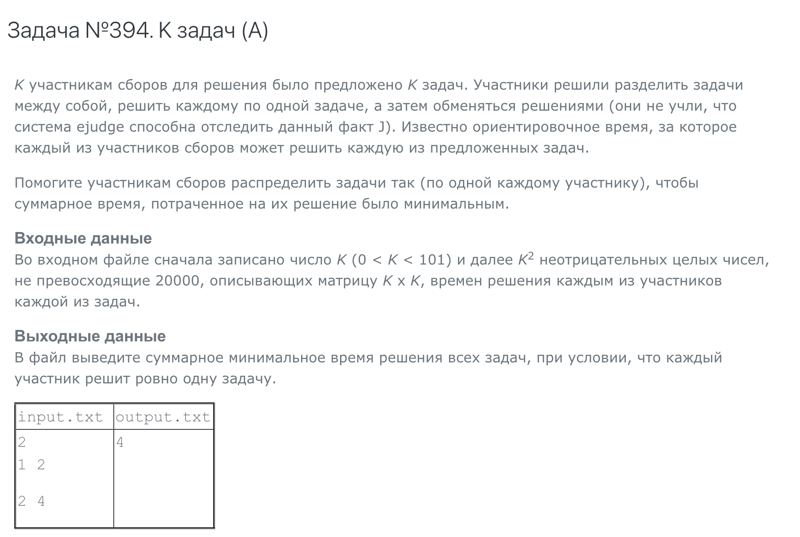 Задача №394. K задач (A)
K участникам сборов для решения было предложено K задач. Участники решили разделить задачи
между собой, решить каждому по одной задаче, а затем обменяться решениями (они не учли, что
система ejudge способна отследить данный факт J). Известно ориентировочное время, за которое
каждый из участников сборов может решить каждую из предложенных задач.
Помогите участникам сборов распределить задачи так (по одной каждому участнику), чтобы
суммарное время, потраченное на их решение было минимальным.
Входные данные
Во входном файле сначала записано число K (0 < K < 101) и далее K² неотрицательных целых чисел,
не превосходящие 20000, описывающих матрицу K x K, времен решения каждым из участников
каждой из задач.
Выходные данные
В файл выведите суммарное минимальное время решения всех задач, при условии, что каждый
участник решит ровно одну задачу.
input.txt output.txt
2 4
1 2
2 4